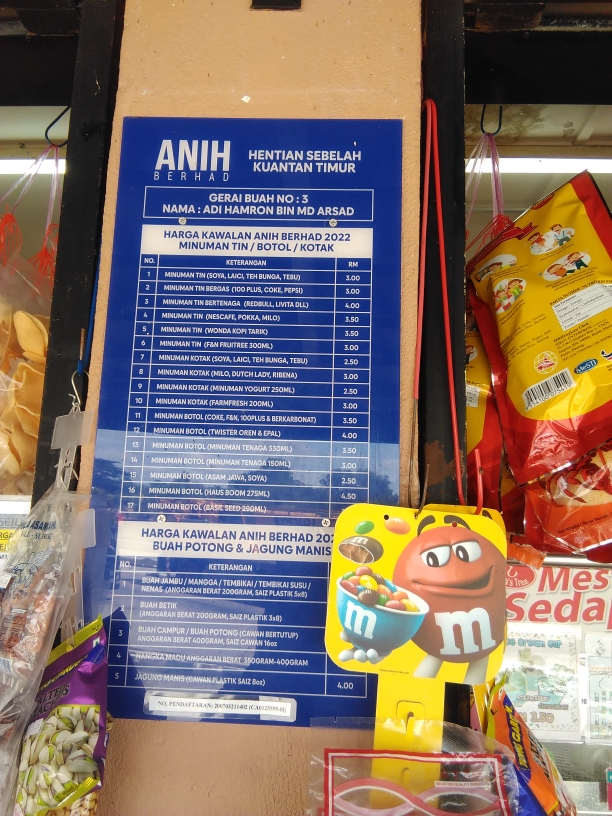 ANIH
BERHAD
HENTIAN SEBELAH
KUANTAN TIMUR
GERAI BUAH NO : 3
NAMA : ADI HAMRON BIN MD ARSAD
HARGA KAWALAN ANIH BERHAD 2022
MINUMAN TIN / BOTOL / KOTAK
NO. KETERANGAN RM
1 MINUMAN TIN (SOYA, LAICI, TEH BUNGA, TEBU) 3.00
2 MINUMAN TIN BERGAS (100 PLUS, COKE, PEPSI) 3.00
3 MINUMAN TIN BERTENAGA (REDBULL, LIVITA DLL) 4.00
4 MINUMAN TIN (NESCAFE, POKKA, MILO) 3.50
5 MINUMAN TIN (WONDA KOPI TARIK) 3.50
6 MINUMAN TIN (F&N FRUITREE 300ML) 3.00
7 MINUMAN KOTAK (SOYA, LAICI, TEH BUNGA, TEBU) 2.50
8 MINUMAN KOTAK (MILO, DUTCH LADY, RIBENA) 3.00
9 MINUMAN KOTAK (MINUMAN YOGURT 250ML) 2.50
10 MINUMAN KOTAK (FARMFRESH 200ML) 3.00
11 MINUMAN BOTOL (COKE, F&N, 100PLUS & BERKARBONAT) 3.50
12 MINUMAN BOTOL (TWISTER OREN & EPAL) 4.00
13 MINUMAN BOTOL (MINUMAN TENAGA 330ML) 3.50
14 MINUMAN BOTOL (MINUMAN TENAGA 150ML) 3.00
15 MINUMAN BOTOL (ASAM JAWA, SOYA) 2.50
16 MINUMAN BOTOL (HAUS BOOM 275ML) 4.50
17 MINUMAN BOTOL (BASIL SEED 290ML)
HARGA KAWALAN ANIH BERHAD 202
BUAH POTONG & JAGUNG MANIS
NO. KETERANGAN
1 BUAH JAMBU / MANGGA / TEMBIKAI / TEMBIKAI SUSU /
NENAS (ANGGARAN BERAT 200GRAM, SAIZ PLASTIK 5x8)
2 BUAH BETIK
(ANGGARAN BERAT 200GRAM, SAIZ PLASTIK 3x8)
3 BUAH CAMPUR / BUAH POTONG (CAWAN BERTUTUP)
(ANGGARAN BERAT 400GRAM, SAIZ CAWAN 16oz
4 NANGKA MADU ANGGARAN BERAT 350GRAM-400GRAM
5 JAGUNG MANIS (CAWAN PLASTIK SAIZ 8oz) 4.00
m
m
MeSTI
Mes
Sedap